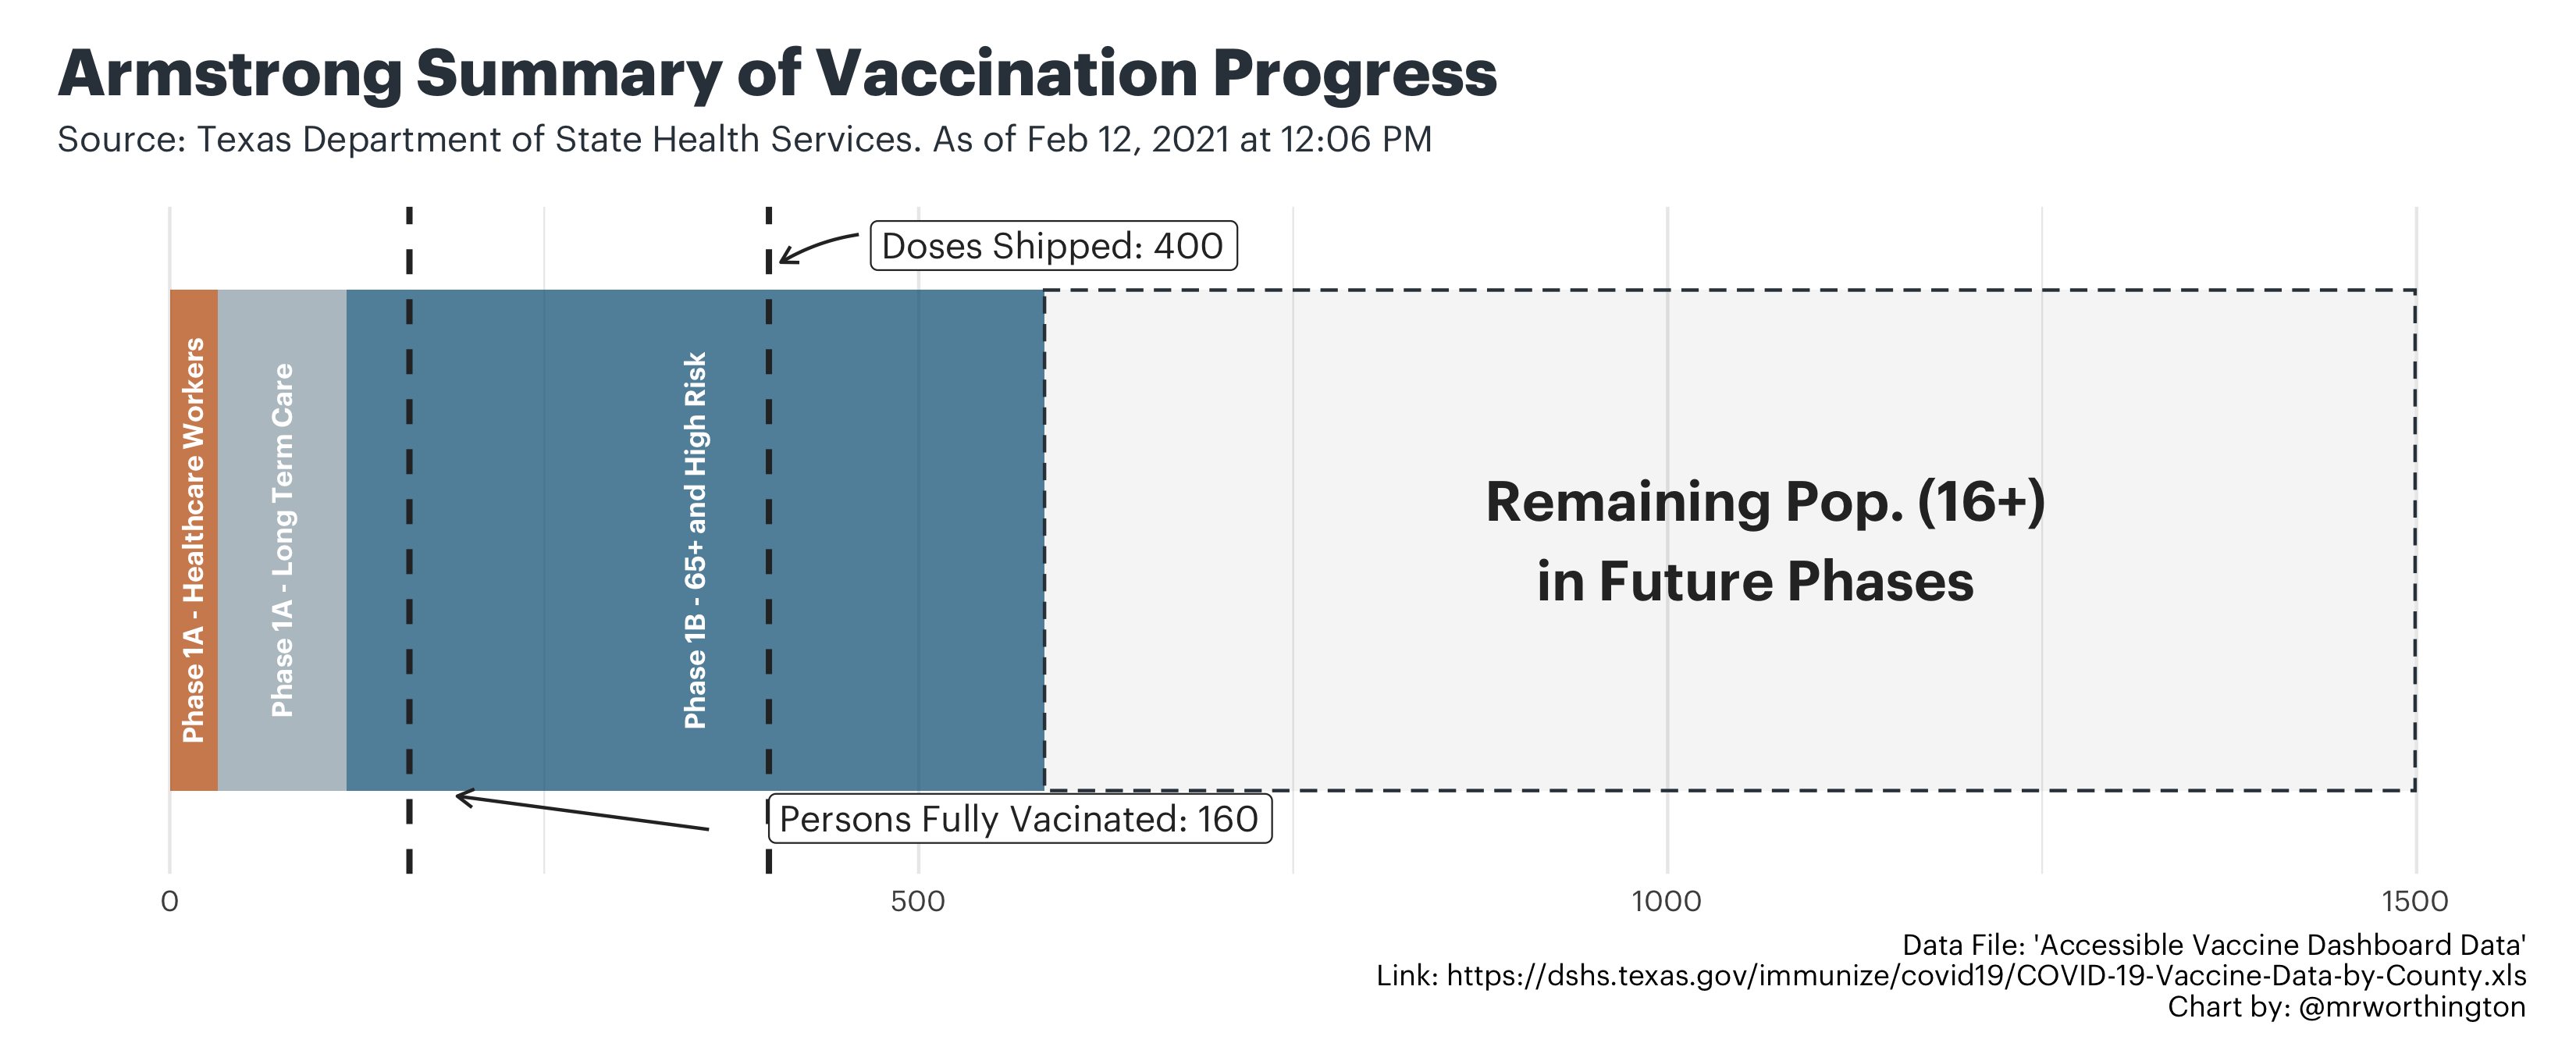 Armstrong Summary of Vaccination Progress
Source: Texas Department of State Health Services. As of Feb 12, 2021 at 12:06 PM
Doses Shipped: 400
Phase 1A - Healthcare Workers
Phase 1A - Long Term Care
Phase 1B - 65+ and High Risk
Remaining Pop. (16+)
in Future Phases
Persons Fully Vacinated: 160
0
500
1000
1500
Data File: 'Accessible Vaccine Dashboard Data'
Link: https://dshs.texas.gov/immunize/covid19/COVID-19-Vaccine-Data-by-County.xls
Chart by: @mrworthington